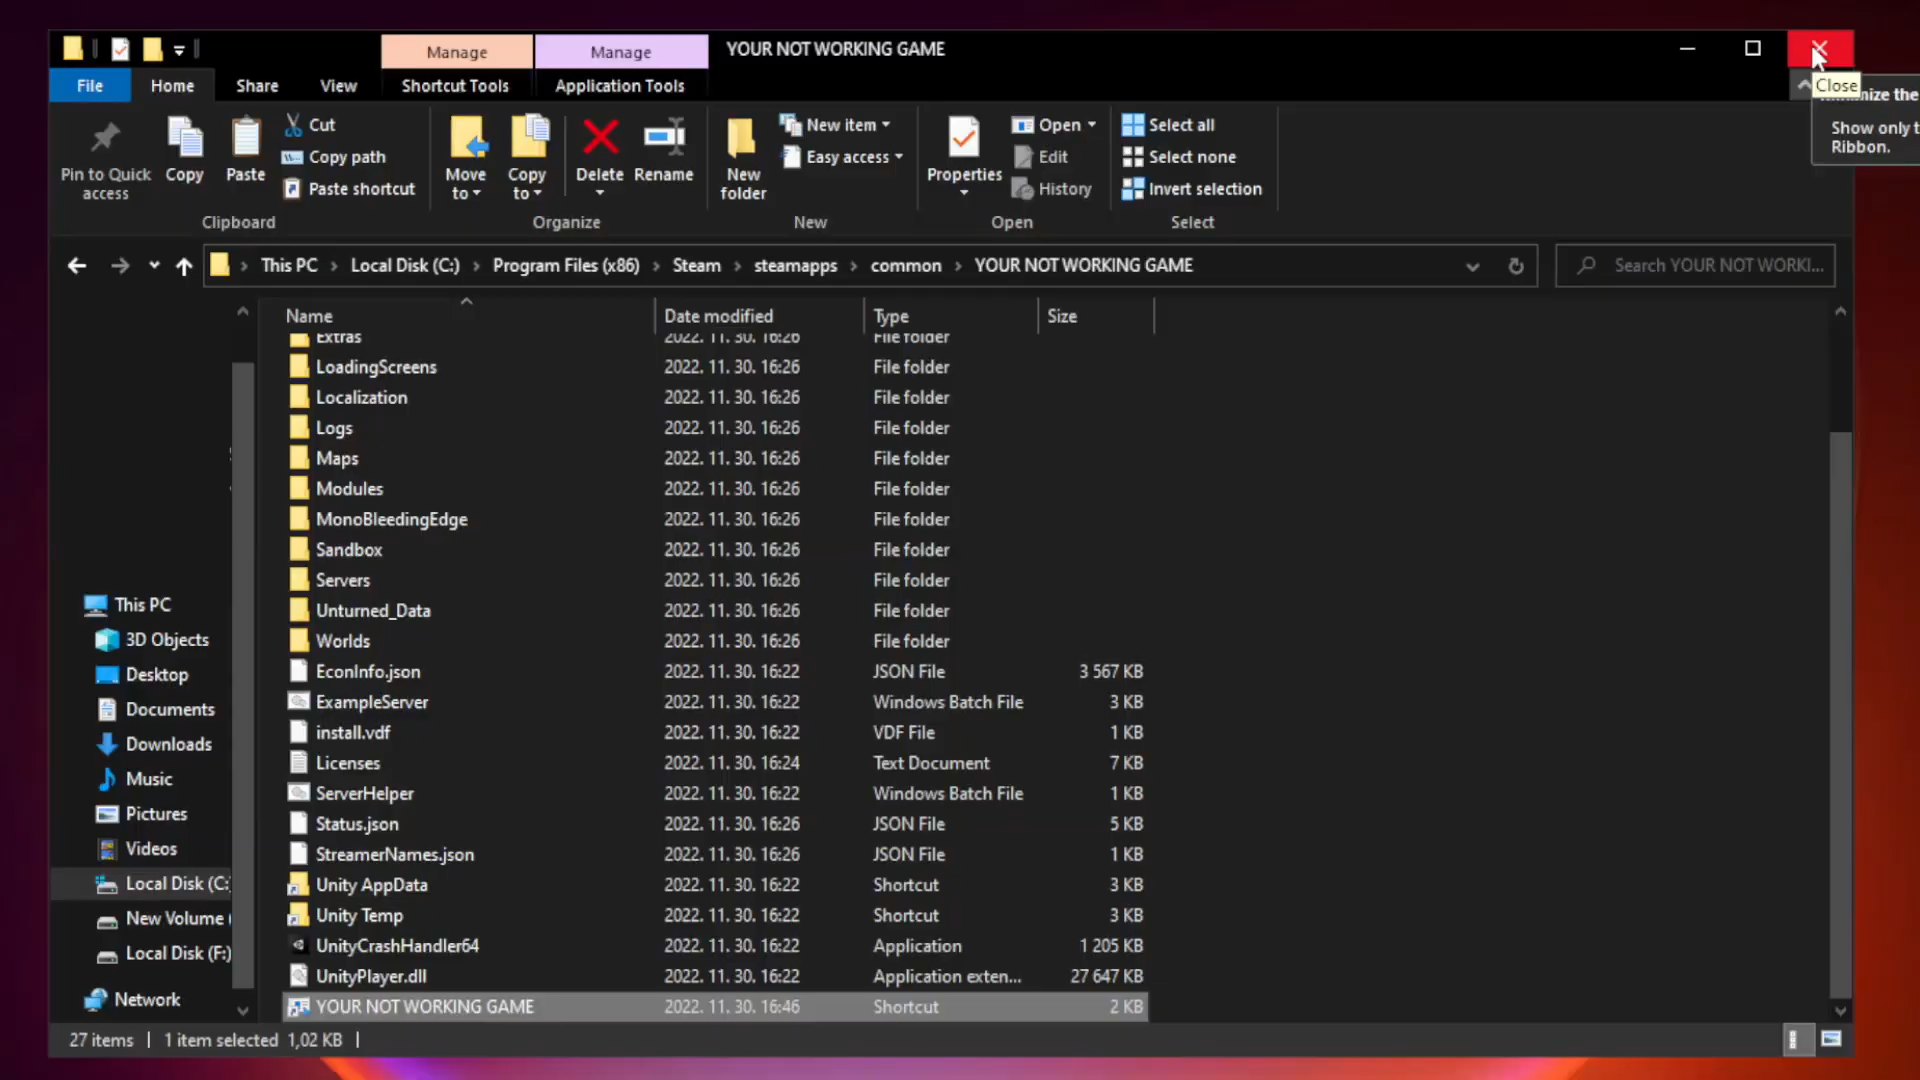 Manage
Manage
YOUR NOT WORKING GAME
File
Home
Share
View
Shortcut Tools
Application Tools
Close
Show only
Ribbon.
Pin to Quick
access
Copy
Paste
Cut
Copy path
Paste shortcut
Clipboard
Move
to
Copy
to
Delete
Rename
Organize
New
folder
New item
Easy access
New
Properties
Open
Edit
History
Open
Select all
Select none
Invert selection
Select
This PC
Local Disk (C:)
Program Files (x86)
Steam
steamapps
common
YOUR NOT WORKING GAME
Search YOUR NOT WORKI...
Name
Date modified
Type
Size
Extras 2022. 11. 30. 16:26 File folder
LoadingScreens 2022. 11. 30. 16:26 File folder
Localization 2022. 11. 30. 16:26 File folder
Logs 2022. 11. 30. 16:26 File folder
Maps 2022. 11. 30. 16:26 File folder
Modules 2022. 11. 30. 16:26 File folder
MonoBleedingEdge 2022. 11. 30. 16:26 File folder
Sandbox 2022. 11. 30. 16:26 File folder
Servers 2022. 11. 30. 16:26 File folder
Unturned_Data 2022. 11. 30. 16:26 File folder
Worlds 2022. 11. 30. 16:26 File folder
EconInfo.json 2022. 11. 30. 16:22 JSON File 3 567 KB
ExampleServer 2022. 11. 30. 16:22 Windows Batch File 3 KB
install.vdf 2022. 11. 30. 16:22 VDF File 1 KB
Licenses 2022. 11. 30. 16:24 Text Document 7 KB
ServerHelper 2022. 11. 30. 16:22 Windows Batch File 1 KB
Status.json 2022. 11. 30. 16:26 JSON File 5 KB
StreamerNames.json 2022. 11. 30. 16:26 JSON File 1 KB
Unity AppData 2022. 11. 30. 16:22 Shortcut 3 KB
Unity Temp 2022. 11. 30. 16:22 Shortcut 3 KB
UnityCrashHandler64 2022. 11. 30. 16:22 Application 1 205 KB
UnityPlayer.dll 2022. 11. 30. 16:22 Application exten... 27 647 KB
YOUR NOT WORKING GAME 2022. 11. 30. 16:46 Shortcut 2 KB
This PC
3D Objects
Desktop
Documents
Downloads
Music
Pictures
Videos
Local Disk (C:
New Volume (
Local Disk (F:)
Network
27 items
1 item selected 1,02 KB